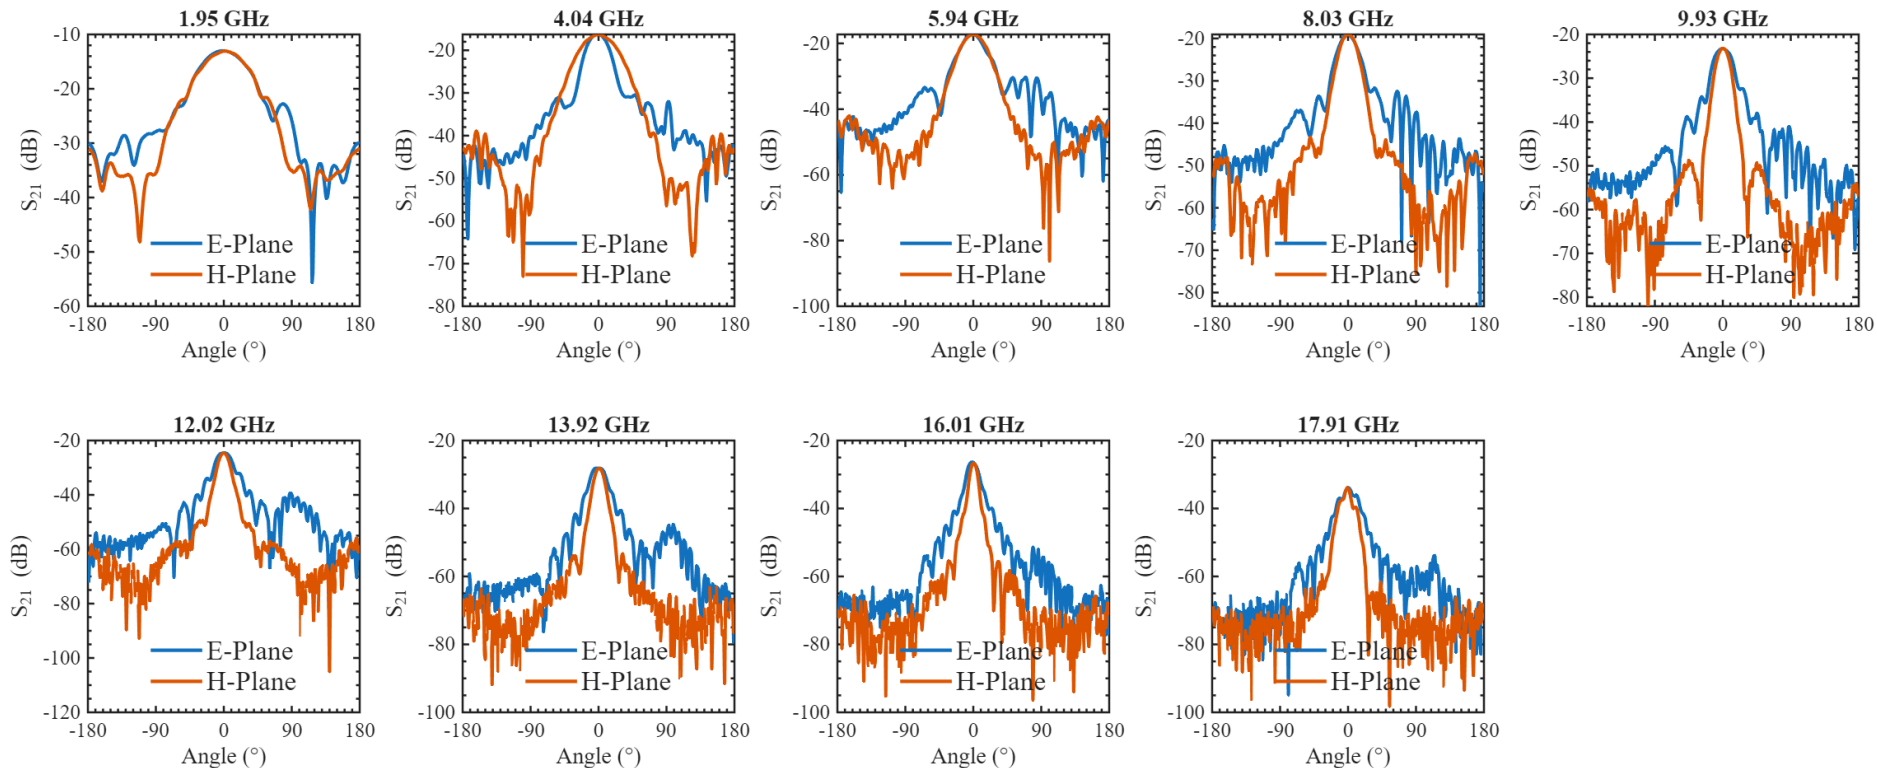 1.95 GHz
-10
-20
-30
-40
-50
-60
S21 (dB)
E-Plane
H-Plane
-180 -90 0 90 180
Angle (°)
4.04 GHz
-20
-30
-40
-50
-60
-70
-80
S21 (dB)
E-Plane
H-Plane
-180 -90 0 90 180
Angle (°)
5.94 GHz
-20
-40
-60
-80
-100
S21 (dB)
E-Plane
H-Plane
-180 -90 0 90 180
Angle (°)
8.03 GHz
-20
-30
-40
-50
-60
-70
-80
S21 (dB)
E-Plane
H-Plane
-180 -90 0 90 180
Angle (°)
9.93 GHz
-20
-30
-40
-50
-60
-70
-80
S21 (dB)
E-Plane
H-Plane
-180 -90 0 90 180
Angle (°)
12.02 GHz
-20
-40
-60
-80
-100
-120
S21 (dB)
E-Plane
H-Plane
-180 -90 0 90 180
Angle (°)
13.92 GHz
-20
-40
-60
-80
-100
S21 (dB)
E-Plane
H-Plane
-180 -90 0 90 180
Angle (°)
16.01 GHz
-20
-40
-60
-80
-100
S21 (dB)
E-Plane
H-Plane
-180 -90 0 90 180
Angle (°)
17.91 GHz
-20
-40
-60
-80
-100
S21 (dB)
E-Plane
H-Plane
-180 -90 0 90 180
Angle (°)